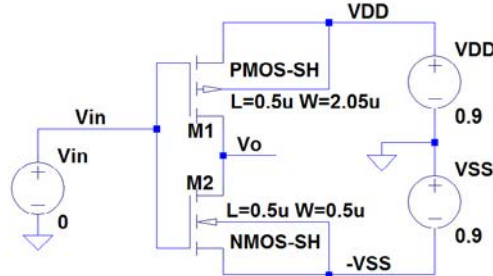 VDD
VDD
PMOS-SH
L=0.5u W=2.05u
0.9
Vin
M1
Vo
Vin
M2
VSS
L=0.5u W=0.5u
0
0.9
NMOS-SH
-VSS